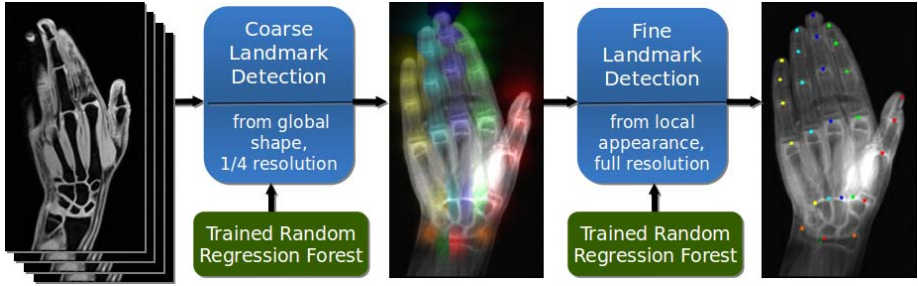 Coarse
Landmark
Detection
from global
shape,
1/4 resolution
Trained Random
Regression Forest
Fine
Landmark
Detection
from local
appearance,
full resolution
Trained Random
Regression Forest